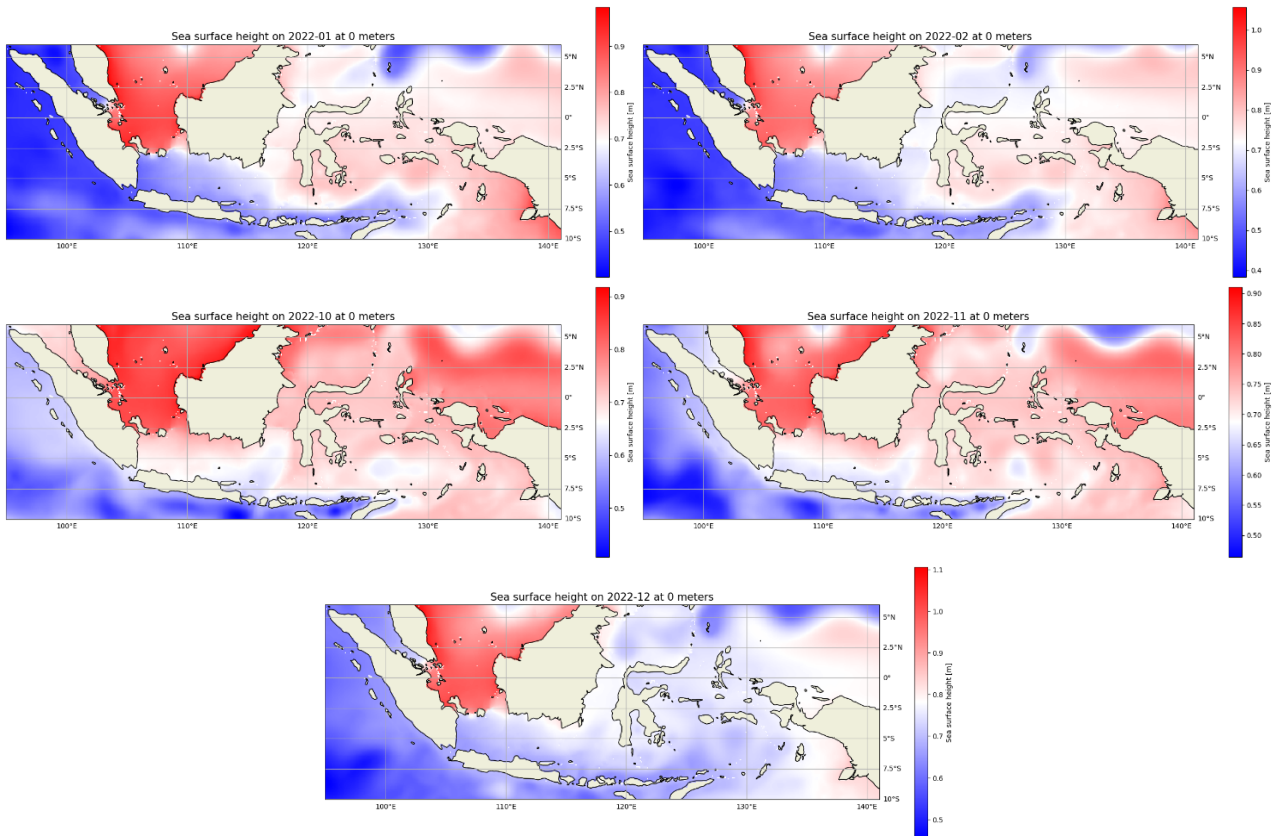 Sea surface height on 2022-01 at 0 meters
5°N
2.5°N
0°
2.5°S
5°S
7.5°S
10°S
100°E
110°E
120°E
130°E
140°E
0.9
0.8
0.7
0.6
0.5
Sea surface height [m]
Sea surface height on 2022-02 at 0 meters
5°N
2.5°N
0°
2.5°S
5°S
7.5°S
10°S
100°E
110°E
120°E
130°E
140°E
1.0
0.9
0.8
0.7
0.6
0.5
0.4
Sea surface height [m]
Sea surface height on 2022-10 at 0 meters
5°N
2.5°N
0°
2.5°S
5°S
7.5°S
10°S
100°E
110°E
120°E
130°E
140°E
0.9
0.8
0.7
0.6
0.5
Sea surface height [m]
Sea surface height on 2022-11 at 0 meters
5°N
2.5°N
0°
2.5°S
5°S
7.5°S
10°S
100°E
110°E
120°E
130°E
140°E
0.90
0.85
0.80
0.75
0.70
0.65
0.60
0.55
0.50
Sea surface height [m]
Sea surface height on 2022-12 at 0 meters
5°N
2.5°N
0°
2.5°S
5°S
7.5°S
10°S
100°E
110°E
120°E
130°E
140°E
1.1
1.0
0.9
0.8
0.7
0.6
0.5
Sea surface height [m]